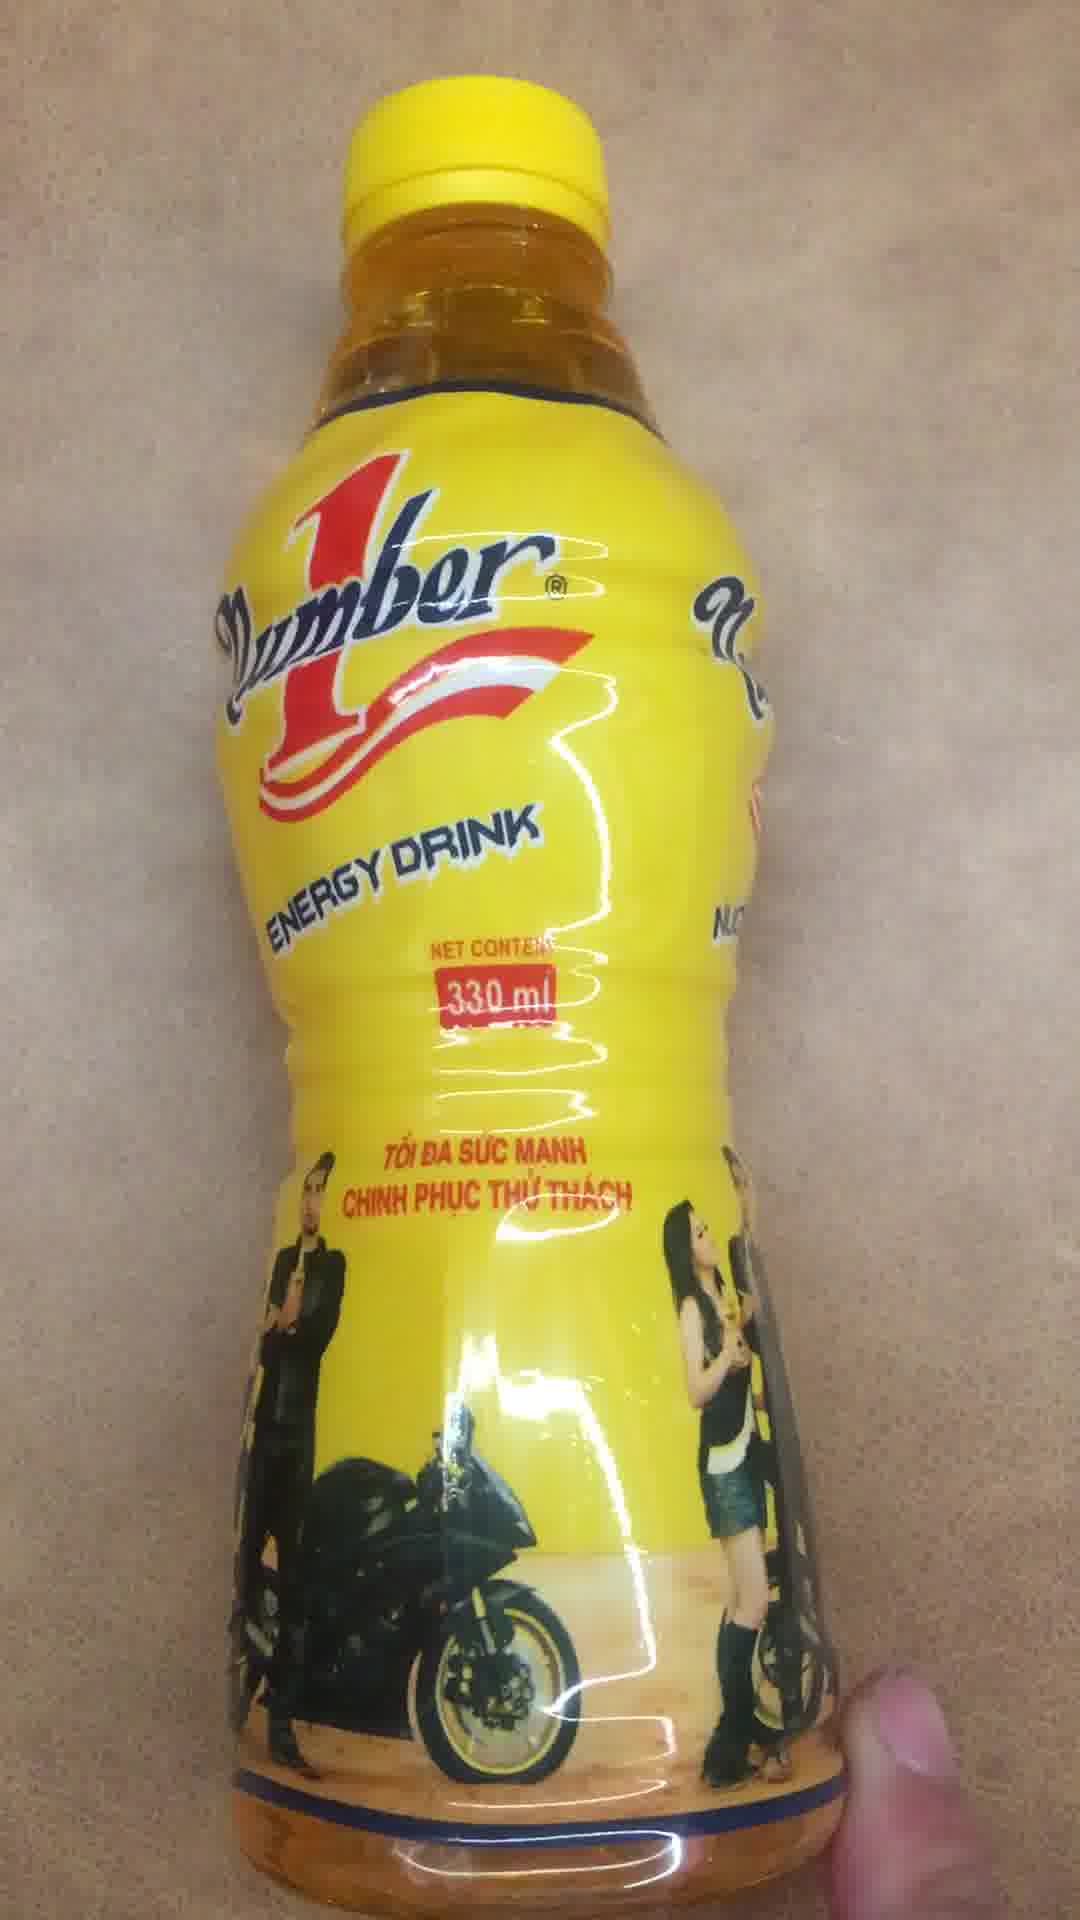 Number 1 ®
ENERGY DRINK
NET CONTENT
330 ml
TỐI ĐA SỨC MẠNH
CHINH PHỤC THỬ THÁCH